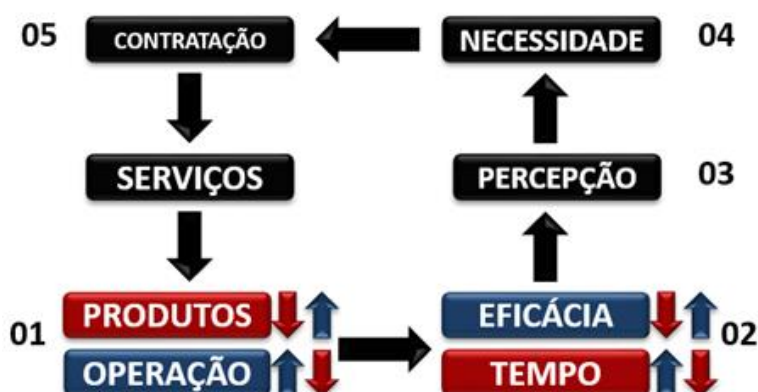 05 CONTRATAÇÃO NECESSIDADE 04
SERVIÇOS PERCEPÇÃO 03
PRODUTOS EFICÁCIA
01 02
OPERAÇÃO TEMPO